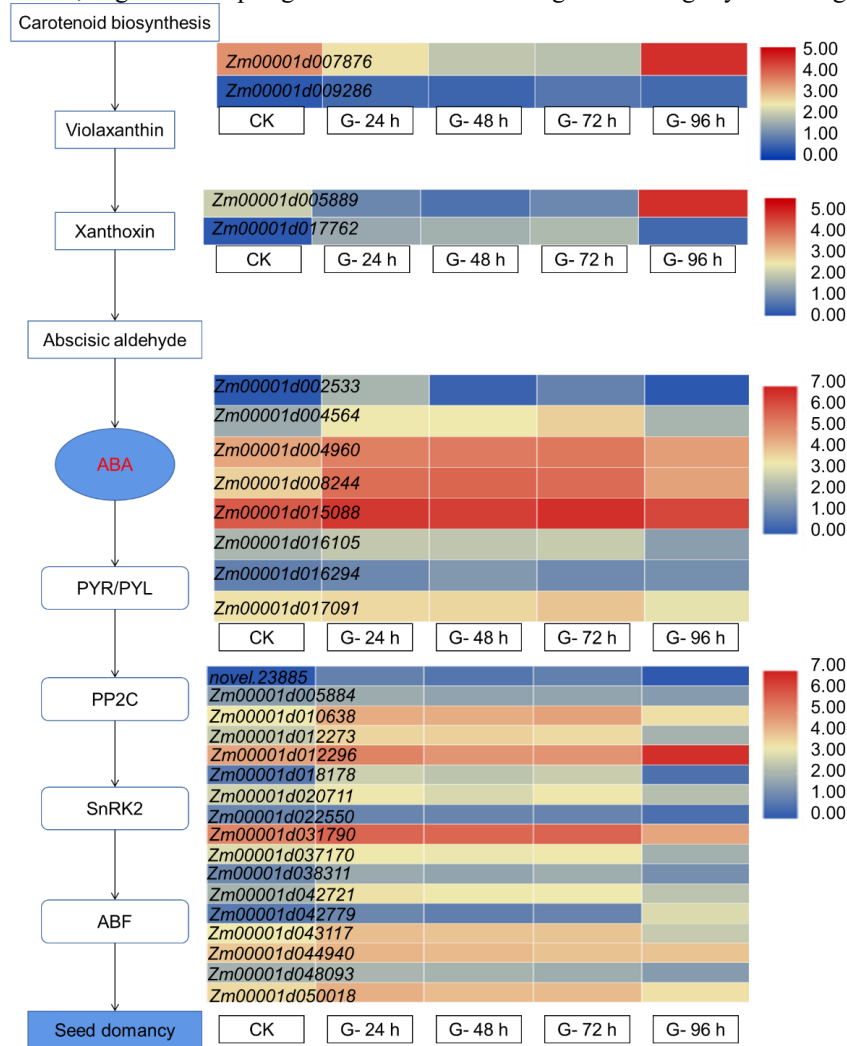 Carotenoid biosynthesis
Violaxanthin
Xanthoxin
Abscisic aldehyde
ABA
PYR/PYL
PP2C
SnRK2
ABF
Seed domancy
Zm00001d007876
Zm00001d009286
CK G- 24 h G- 48 h G- 72 h G- 96 h
5.00
4.00
3.00
2.00
1.00
0.00
Zm00001d005889
Zm00001d017762
CK G- 24 h G- 48 h G- 72 h G- 96 h
5.00
4.00
3.00
2.00
1.00
0.00
Zm00001d002533
Zm00001d004564
Zm00001d004960
Zm00001d008244
Zm00001d015088
Zm00001d016105
Zm00001d016294
Zm00001d017091
CK G- 24 h G- 48 h G- 72 h G- 96 h
7.00
6.00
5.00
4.00
3.00
2.00
1.00
0.00
novel.23885
Zm00001d005884
Zm00001d010638
Zm00001d012273
Zm00001d012296
Zm00001d018178
Zm00001d020711
Zm00001d022550
Zm00001d031790
Zm00001d037170
Zm00001d038311
Zm00001d042721
Zm00001d042779
Zm00001d043117
Zm00001d044940
Zm00001d048093
Zm00001d050018
CK G- 24 h G- 48 h G- 72 h G- 96 h
7.00
6.00
5.00
4.00
3.00
2.00
1.00
0.00